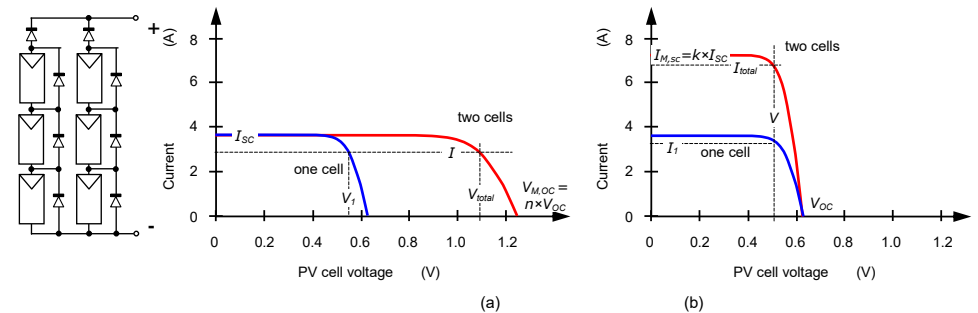 +
-
(A)
8
6
4
2
0
Current
I_SC
one cell
two cells
I
V_1
V_total
V_M,OC =
n×V_OC
0
0.2
0.4
0.6
0.8
1.0
1.2
PV cell voltage (V)
(a)
(A)
8
6
4
2
0
Current
two cells
I_M,sc=k×I_SC
I_total
V
I_1
one cell
V_OC
0
0.2
0.4
0.6
0.8
1.0
1.2
PV cell voltage (V)
(b)